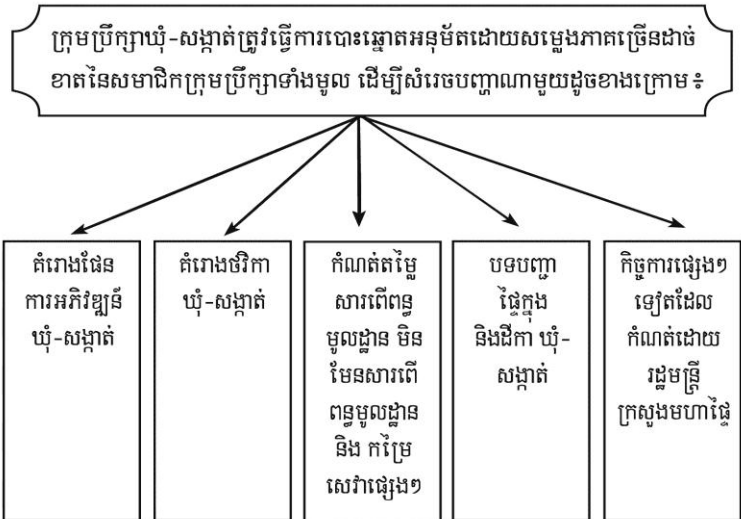 ក្រុមប្រឹក្សាឃុំ-សង្កាត់ត្រូវធ្វើការបោះឆ្នោតអនុម័តដោយសម្លេងភាគច្រើនដាច់
ខាតនៃសមាជិកក្រុមប្រឹក្សាទាំងមូល ដើម្បីសំរេចបញ្ហាណាមួយដូចខាងក្រោម ៖
គំរោងផែន
ការអភិវឌ្ឍន៍
ឃុំ-សង្កាត់
គំរោងថវិកា
ឃុំ-សង្កាត់
កំណត់តម្លៃ
សារពើពន្ធ
មូលដ្ឋាន មិន
មែនសារពើ
ពន្ធមូលដ្ឋាន
និង កម្រៃ
សេវាផ្សេងៗ
បទបញ្ជា
ផ្ទៃក្នុង
និងដីកា ឃុំ-
សង្កាត់
កិច្ចការផ្សេងៗ
ទៀតដែល
កំណត់ដោយ
រដ្ឋមន្ត្រី
ក្រសួងមហាផ្ទៃ